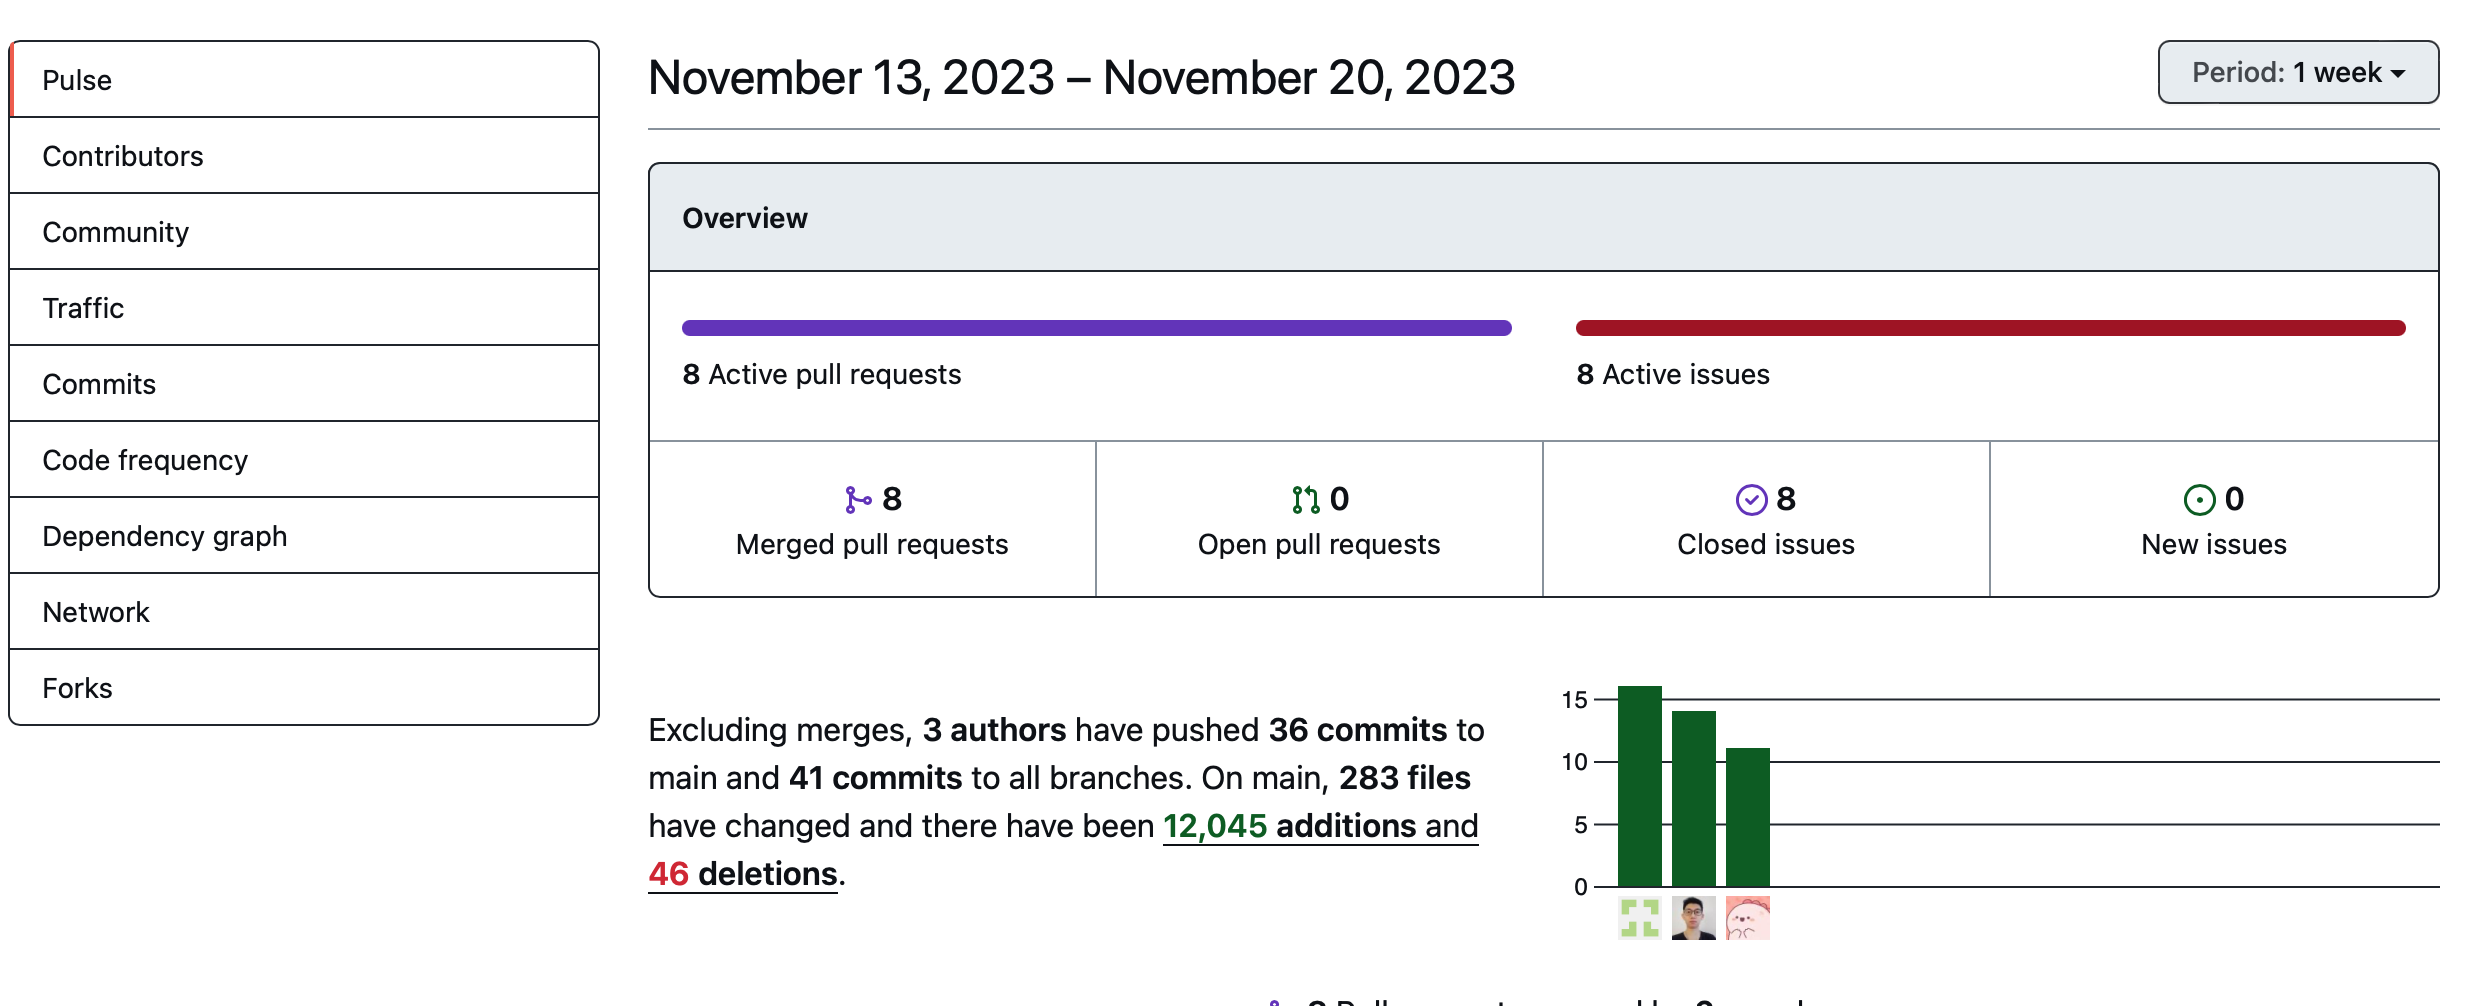 Pulse
Contributors
Community
Traffic
Commits
Code frequency
Dependency graph
Network
Forks
November 13, 2023 – November 20, 2023
Period: 1 week
Overview
8 Active pull requests
8 Active issues
8
Merged pull requests
0
Open pull requests
8
Closed issues
0
New issues
Excluding merges, 3 authors have pushed 36 commits to
main and 41 commits to all branches. On main, 283 files
have changed and there have been 12,045 additions and
46 deletions.
15
10
5
0